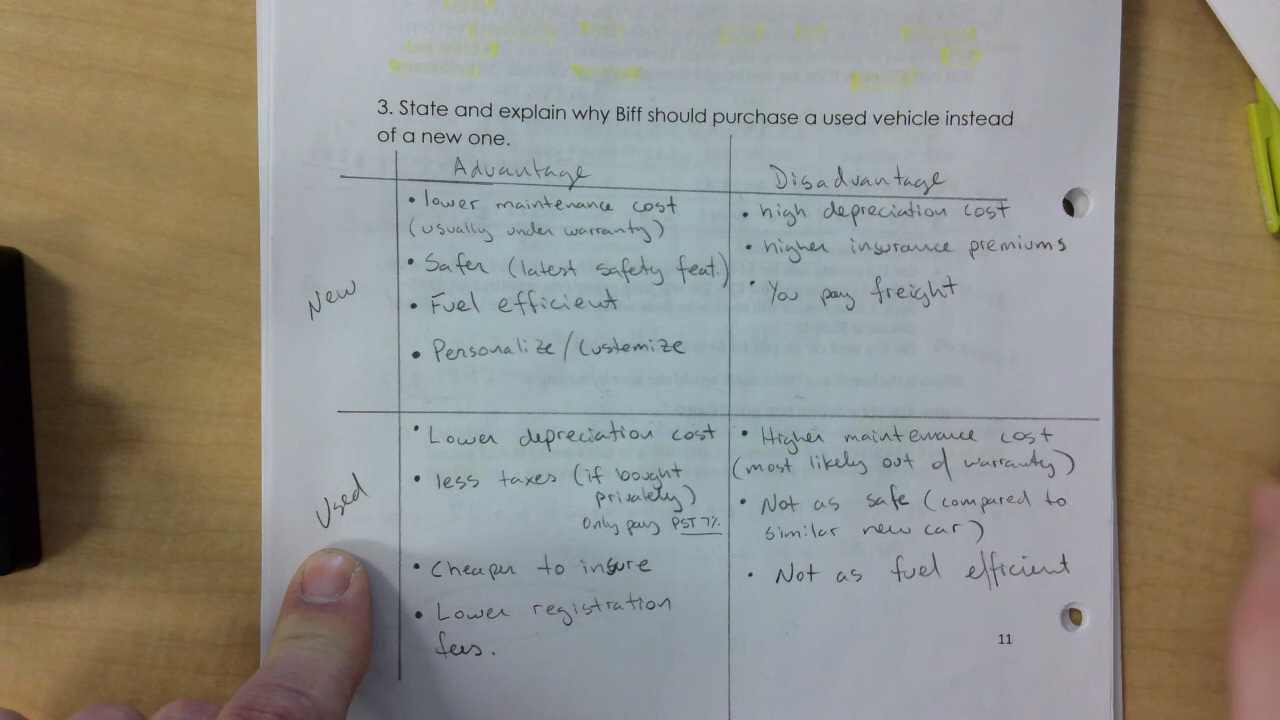 3. State and explain why Biff should purchase a used vehicle instead
of a new one.
Advantage
Disadvantage
New
• lower maintenance cost
(usually under warranty)
• Safer (latest safety feat.)
• Fuel efficient
• Personalize/Custemize
• high depreciation cost
• higher insurance premiums
• You pay freight
Used
• Lower depreciation cost
• less taxes (if bought
privalety)
Only pay PST 7%
• Cheaper to insure
• Lower registration
fees.
• Higher maintenance cost
(most likely out of warranty)
• Not as safe (compared to
similar new car)
• Not as fuel efficient
11